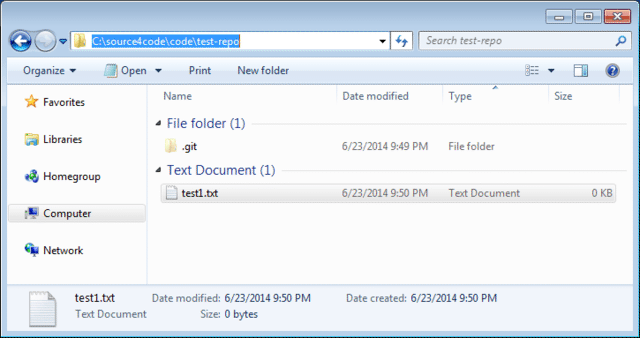 C:\source4code\code\test-repo
Search test-repo
Organize Open Print New folder
Name Date modified Type Size
Favorites
Libraries
Homegroup
Computer
Network
File folder (1)
.git 6/23/2014 9:49 PM File folder
Text Document (1)
test1.txt 6/23/2014 9:50 PM Text Document 0 KB
test1.txt Date modified: 6/23/2014 9:50 PM Date created: 6/23/2014 9:50 PM
Text Document Size: 0 bytes